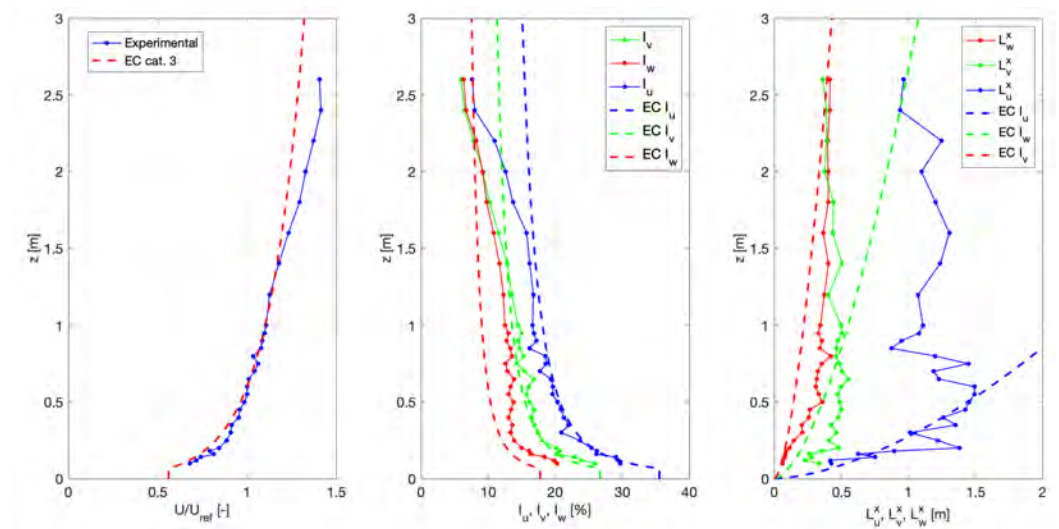 3
2.5
2
1.5
1
0.5
0
z [m]
0
0.5
1
1.5
U/U_ref [-]
Experimental
EC cat. 3
3
2.5
2
1.5
1
0.5
0
z [m]
0
10
20
30
40
I_u, I_v, I_w [%]
I_v
I_w
I_u
EC I_u
EC I_v
EC I_w
3
2.5
2
1.5
1
0.5
0
z [m]
0
0.5
1
1.5
2
L_u^x, L_v^x, L_w^x [m]
L_w^x
L_v^x
L_u^x
EC I_u
EC I_w
EC I_v